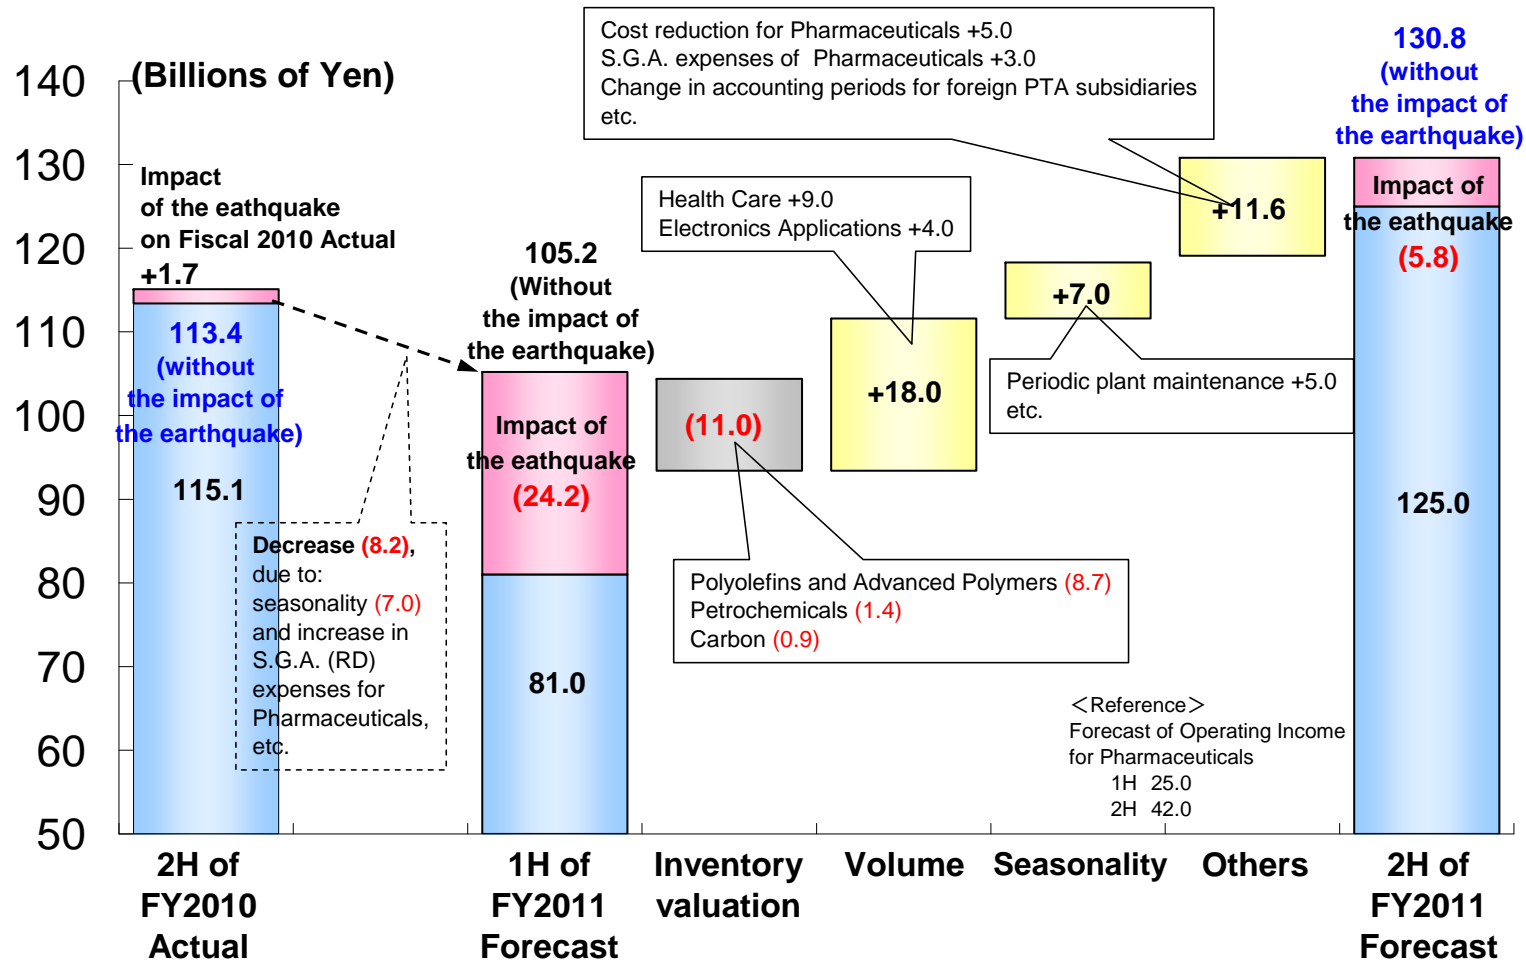 (Billions of Yen)
140
130
120
110
100
90
80
70
60
50
Impact
of the eathquake
on Fiscal 2010 Actual
+1.7
113.4
(without
the impact of
the earthquake)
115.1
Decrease (8.2),
due to:
seasonality (7.0)
and increase in
S.G.A. (RD)
expenses for
Pharmaceuticals,
etc.
105.2
(Without
the impact of
the earthquake)
Impact of
the eathquake
(24.2)
81.0
(11.0)
Polyolefins and Advanced Polymers (8.7)
Petrochemicals (1.4)
Carbon (0.9)
Health Care +9.0
Electronics Applications +4.0
+18.0
+7.0
Periodic plant maintenance +5.0
etc.
Cost reduction for Pharmaceuticals +5.0
S.G.A. expenses of Pharmaceuticals +3.0
Change in accounting periods for foreign PTA subsidiaries
etc.
+11.6
130.8
(without
the impact of
the earthquake)
Impact of
the eathquake
(5.8)
125.0
＜Reference＞
Forecast of Operating Income
for Pharmaceuticals
1H 25.0
2H 42.0
2H of
FY2010
Actual
1H of
FY2011
Forecast
Inventory
valuation
Volume
Seasonality
Others
2H of
FY2011
Forecast